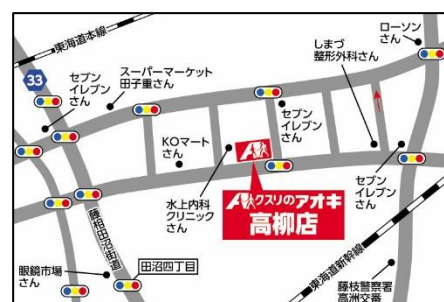 東海道本線
33
セブン
イレブン
さん
スーパーマーケット
田子重さん
しまづ
整形外科さん
ローソン
さん
KOマート
さん
水上内科
クリニック
さん
セブン
イレブン
さん
クスリのアオキ
高柳店
セブン
イレブン
さん
藤相田沼街道
眼鏡市場
さん
田沼四丁目
東海道新幹線
藤枝警察署
高洲交番